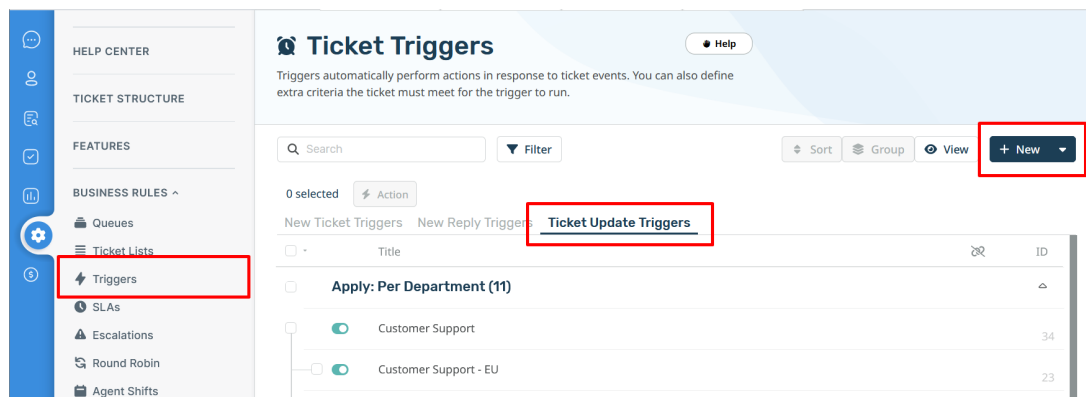 HELP CENTER
TICKET STRUCTURE
FEATURES
BUSINESS RULES
Queues
Ticket Lists
Triggers
SLAs
Escalations
Round Robin
Agent Shifts
Ticket Triggers
Help
Triggers automatically perform actions in response to ticket events. You can also define
extra criteria the ticket must meet for the trigger to run.
Search
Filter
Sort
Group
View
+ New
0 selected
Action
New Ticket Triggers New Reply Triggers Ticket Update Triggers
Title
ID
Apply: Per Department (11)
Customer Support
34
Customer Support - EU
23